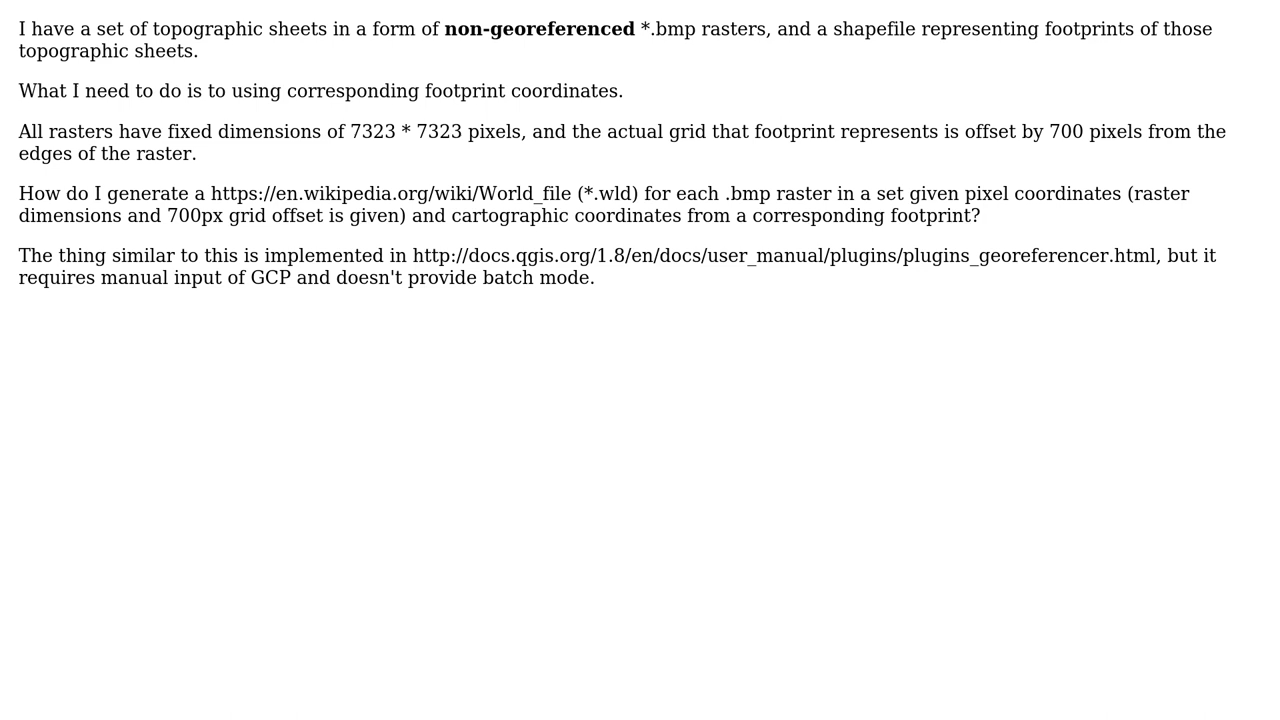 I have a set of topographic sheets in a form of non-georeferenced *.bmp rasters, and a shapefile representing footprints of those
topographic sheets.
What I need to do is to using corresponding footprint coordinates.
All rasters have fixed dimensions of 7323 * 7323 pixels, and the actual grid that footprint represents is offset by 700 pixels from the
edges of the raster.
How do I generate a https://en.wikipedia.org/wiki/World_file (*.wld) for each .bmp raster in a set given pixel coordinates (raster
dimensions and 700px grid offset is given) and cartographic coordinates from a corresponding footprint?
The thing similar to this is implemented in http://docs.qgis.org/1.8/en/docs/user_manual/plugins/plugins_georeferencer.html, but it
requires manual input of GCP and doesn't provide batch mode.